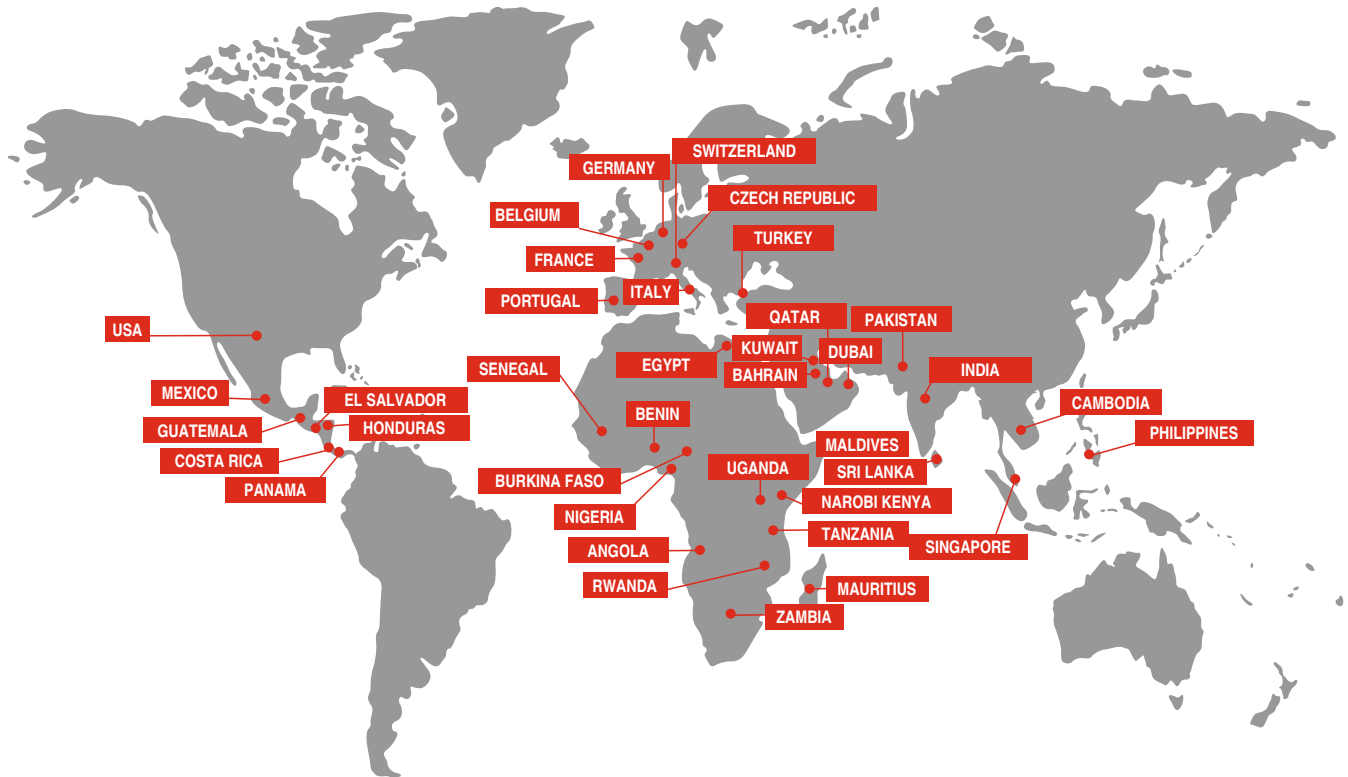 SWITZERLAND
GERMANY
CZECH REPUBLIC
BELGIUM
TURKEY
FRANCE
ITALY
PORTUGAL
QATAR
PAKISTAN
USA
KUWAIT
DUBAI
EGYPT
SENEGAL
BAHRAIN
INDIA
MEXICO
EL SALVADOR
CAMBODIA
BENIN
HONDURAS
GUATEMALA
PHILIPPINES
MALDIVES
COSTA RICA
UGANDA
SRI LANKA
BURKINA FASO
PANAMA
NAROBI KENYA
NIGERIA
TANZANIA
SINGAPORE
ANGOLA
RWANDA
MAURITIUS
ZAMBIA